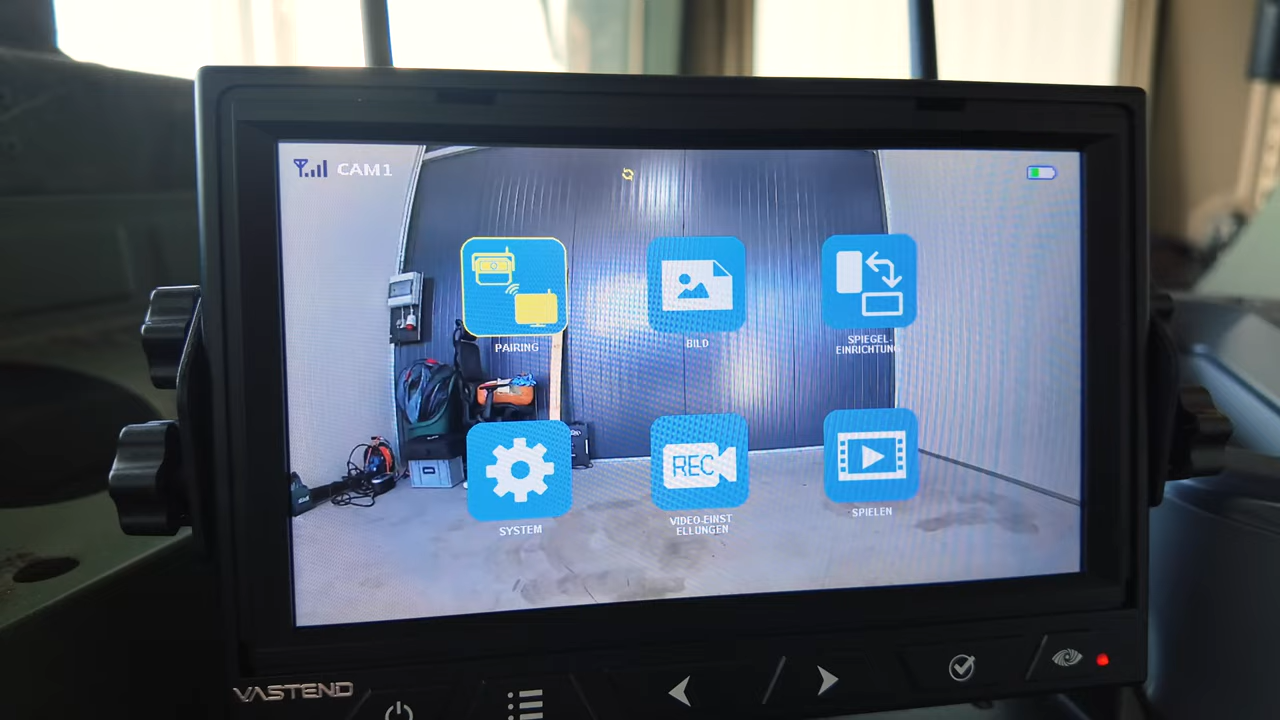 CAM1
PAIRING
BILD
SPIEGEL-
EINRICHTUNG
SYSTEM
REC
VIDEO-EINST
ELLUNGEN
SPIELEN
VASTEND